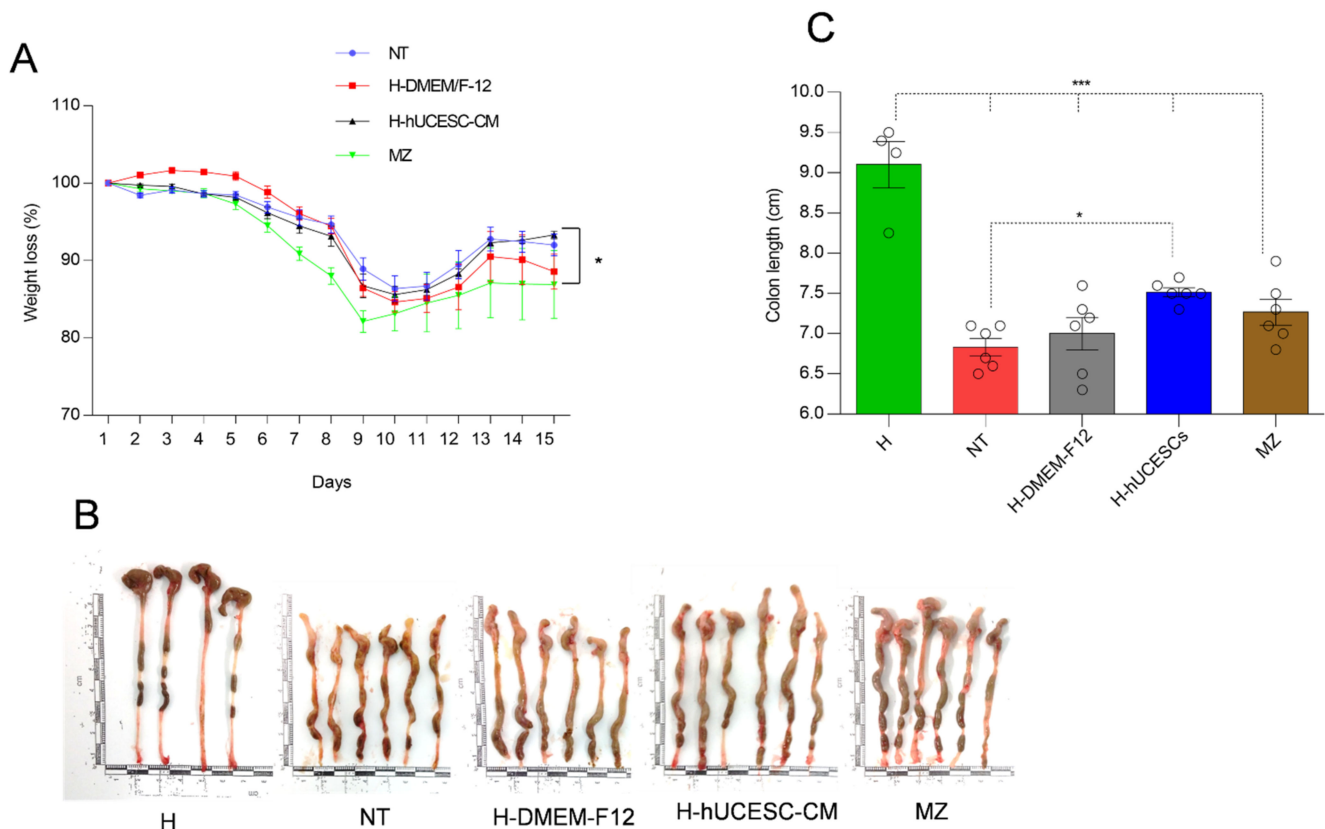 A
NT
H-DMEM/F-12
H-hUCESC-CM
MZ
110
100
90
80
70
Weight loss (%)
1 2 3 4 5 6 7 8 9 10 11 12 13 14 15
Days
*
C
***
*
10.0
9.5
9.0
8.5
8.0
7.5
7.0
6.5
6.0
Colon length (cm)
H
NT
H-DMEM-F12
H-hUCESCs
MZ
B
H
NT
H-DMEM-F12
H-hUCESC-CM
MZ